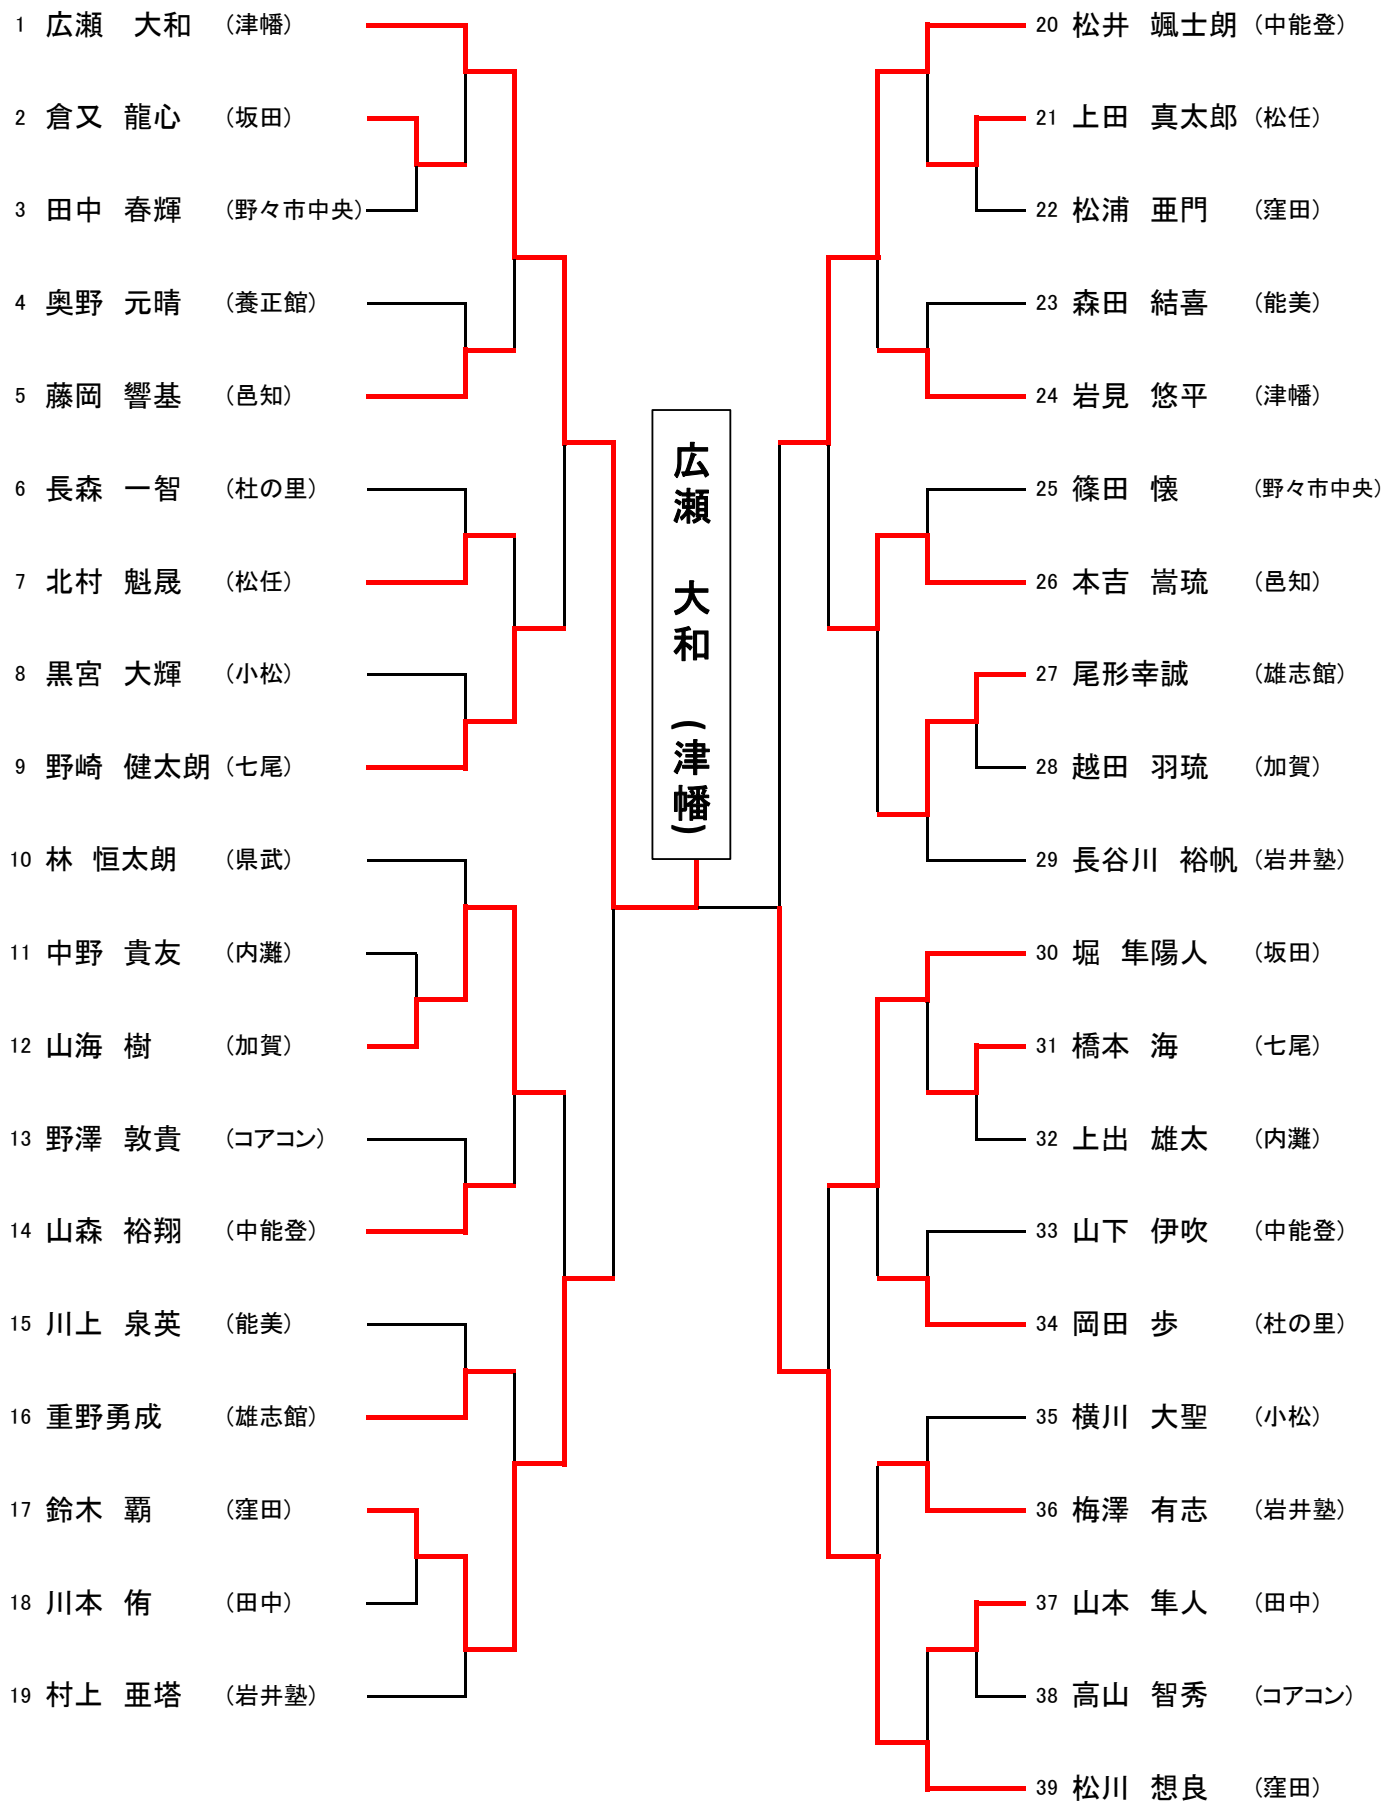 1 広瀬　大和 （津幡）
2 倉又 龍心 （坂田）
3 田中 春輝 （野々市中央）
4 奥野 元晴 （養正館）
5 藤岡 響基 （邑知）
6 長森 一智 （杜の里）
7 北村 魁晟 （松任）
8 黒宮 大輝 （小松）
9 野崎 健太朗 （七尾）
10 林 恒太朗 （県武）
11 中野 貴友 （内灘）
12 山海 樹 （加賀）
13 野澤 敦貴 （コアコン）
14 山森 裕翔 （中能登）
15 川上 泉英 （能美）
16 重野勇成 （雄志館）
17 鈴木 覇 （窪田）
18 川本 侑 （田中）
19 村上 亜塔 （岩井塾）
広瀬　大和　（津幡）
20 松井 颯士朗 （中能登）
21 上田 真太郎 （松任）
22 松浦 亜門 （窪田）
23 森田 結喜 （能美）
24 岩見 悠平 （津幡）
25 篠田 懐 （野々市中央）
26 本吉 嵩琉 （邑知）
27 尾形幸誠 （雄志館）
28 越田 羽琉 （加賀）
29 長谷川 裕帆 （岩井塾）
30 堀 隼陽人 （坂田）
31 橋本 海 （七尾）
32 上出 雄太 （内灘）
33 山下 伊吹 （中能登）
34 岡田 歩 （杜の里）
35 横川 大聖 （小松）
36 梅澤 有志 （岩井塾）
37 山本 隼人 （田中）
38 高山 智秀 （コアコン）
39 松川 想良 （窪田）